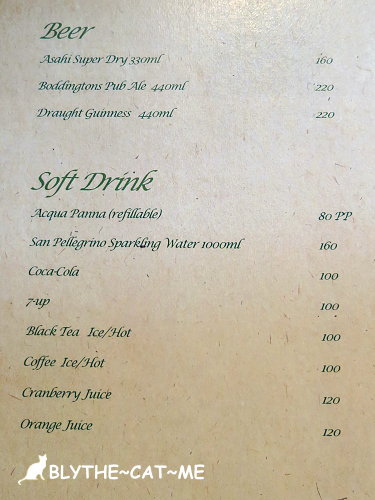 Beer
Asahi Super Dry 330ml 160
Boddingtons Pub Ale 440ml 220
Draught Guinness 440ml 220
Soft Drink
Acqua Panna (refillable) 80 PP
San Pellegrino Sparkling Water 1000ml 160
Coca-Cola 100
7-up 100
Black Tea Ice/Hot 100
Coffee Ice/Hot 100
Cranberry Juice 120
Orange Juice 120
BLYTHE~CAT~ME